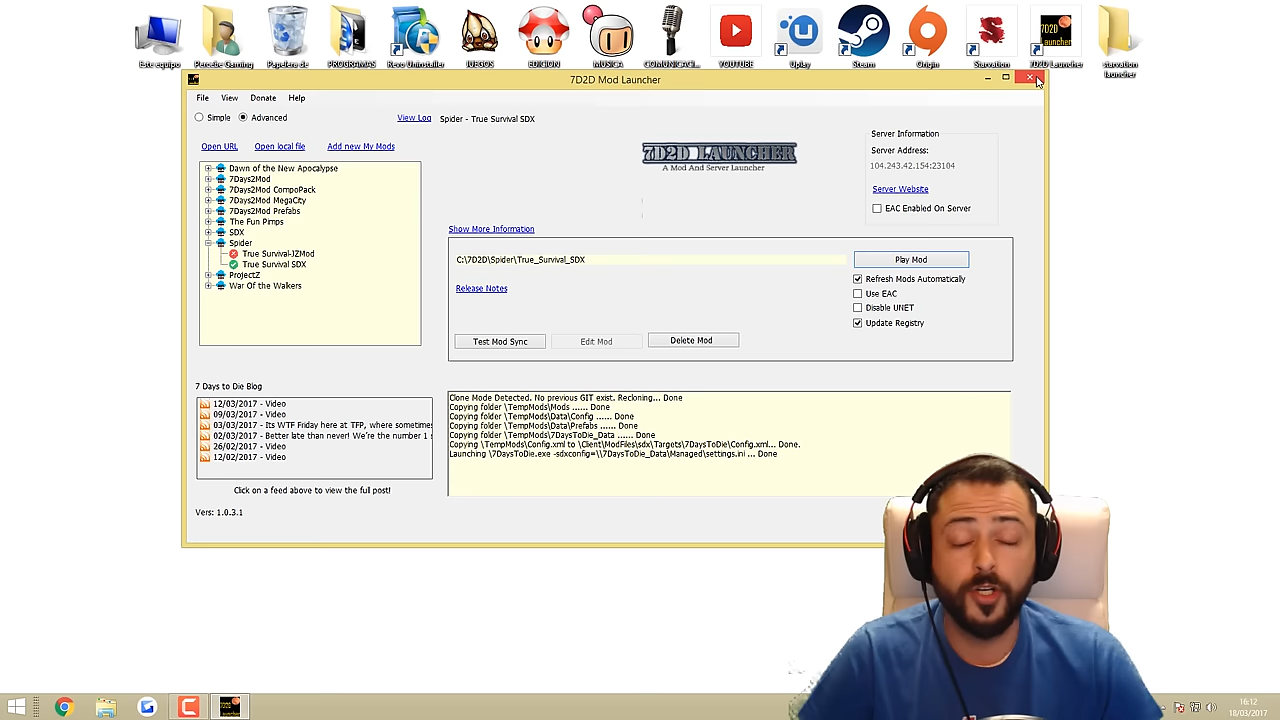 Este equipo
Pereche Gaming
Papelera de
PROGRAMAS
Revo Uninstaller
JUEGOS
EDICION
MUSICA
COMUNICACI...
YOUTUBE
Uplay
Steam
Origin
Starvation
7D2D Launcher
starvation
launcher
7D2D Mod Launcher
File View Donate Help
Simple Advanced
View Log Spider - True Survival SDX
Open URL Open local file Add new My Mods
Dawn of the New Apocalypse
7Days2Mod
7Days2Mod CompoPack
7Days2Mod MegaCity
7Days2Mod Prefabs
The Fun Pimps
SDX
Spider
True Survival-JZMod
True Survival SDX
ProjectZ
War Of the Walkers
7D2D LAUNCHER
A Mod And Server Launcher
Server Information
Server Address:
104.243.42.154:23104
Server Website
EAC Enabled On Server
Show More Information
C:\7D2D\Spider\True_Survival_SDX
Play Mod
Release Notes
Refresh Mods Automatically
Use EAC
Disable UNET
Update Registry
Test Mod Sync Edit Mod Delete Mod
7 Days to Die Blog
12/03/2017 - Video
09/03/2017 - Video
03/03/2017 - Its WTF Friday here at TFP, where sometimes
02/03/2017 - Better late than never! We're the number 1 s
26/02/2017 - Video
12/02/2017 - Video
Click on a feed above to view the full post!
Vers: 1.0.3.1
Clone Mode Detected. No previous GIT exist. Recloning... Done
Copying folder \TempMods\Mods ...... Done
Copying folder \TempMods\Data\Config ...... Done
Copying folder \TempMods\Data\Prefabs ...... Done
Copying folder \TempMods\7DaysToDie_Data ...... Done
Copying \TempMods\Config.xml to \Client\ModFiles\sdx\Targets\7DaysToDie\Config.xml... Done.
Launching \7DaysToDie.exe -sdxconfig=\\7DaysToDie_Data\Managed\settings.ini ... Done
16:12
18/03/2017